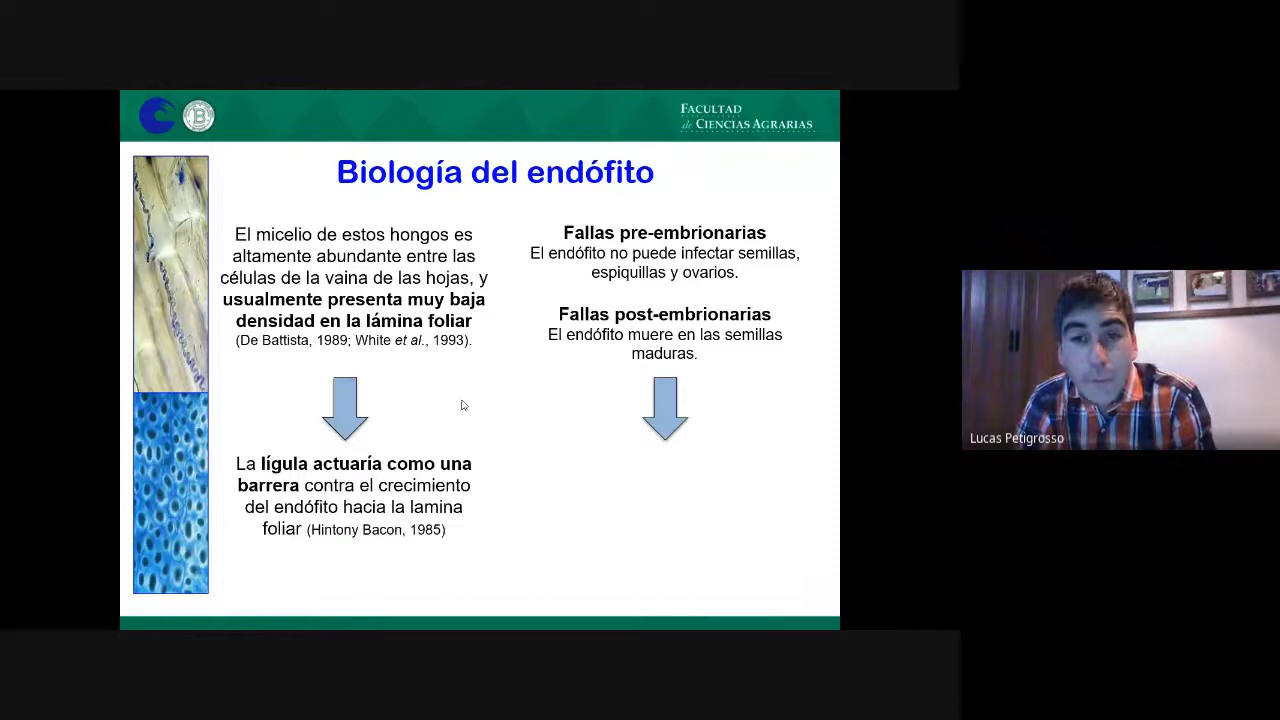 FACULTAD
de CIENCIAS AGRARIAS
Biología del endófito
El micelio de estos hongos es
altamente abundante entre las
células de la vaina de las hojas, y
usualmente presenta muy baja
densidad en la lámina foliar
(De Battista, 1989; White et al., 1993).
La lígula actuaría como una
barrera contra el crecimiento
del endófito hacia la lamina
foliar (Hintony Bacon, 1985)
Fallas pre-embrionarias
El endófito no puede infectar semillas,
espiquillas y ovarios.
Fallas post-embrionarias
El endófito muere en las semillas
maduras.
Lucas Petigrosso